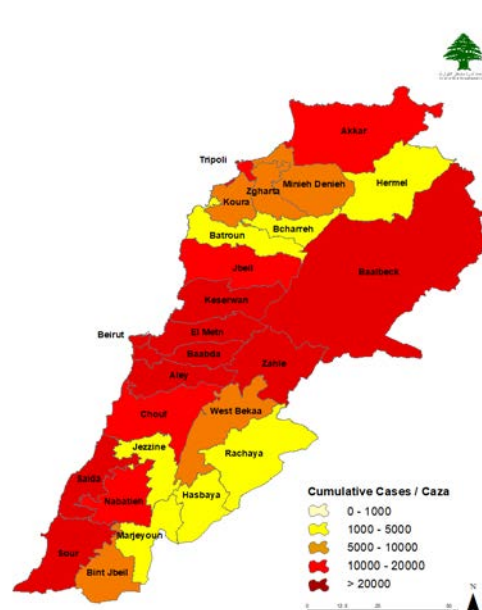 Akkar
Tripoli
Hermel
Zgharta
Minieh Denieh
Koura
Batroun
Bcharreh
Jbeil
Baalbeck
Keserwan
El Metn
Beirut
Baabda
Zahle
Aley
Chouf
West Bekaa
Jezzine
Rachaya
Saida
Nabatieh
Hasbaya
Marjeyoun
Sour
Bint Jbeil
Cumulative Cases / Caza
0 - 1000
1000 - 5000
5000 - 10000
10000 - 20000
> 20000
N
0